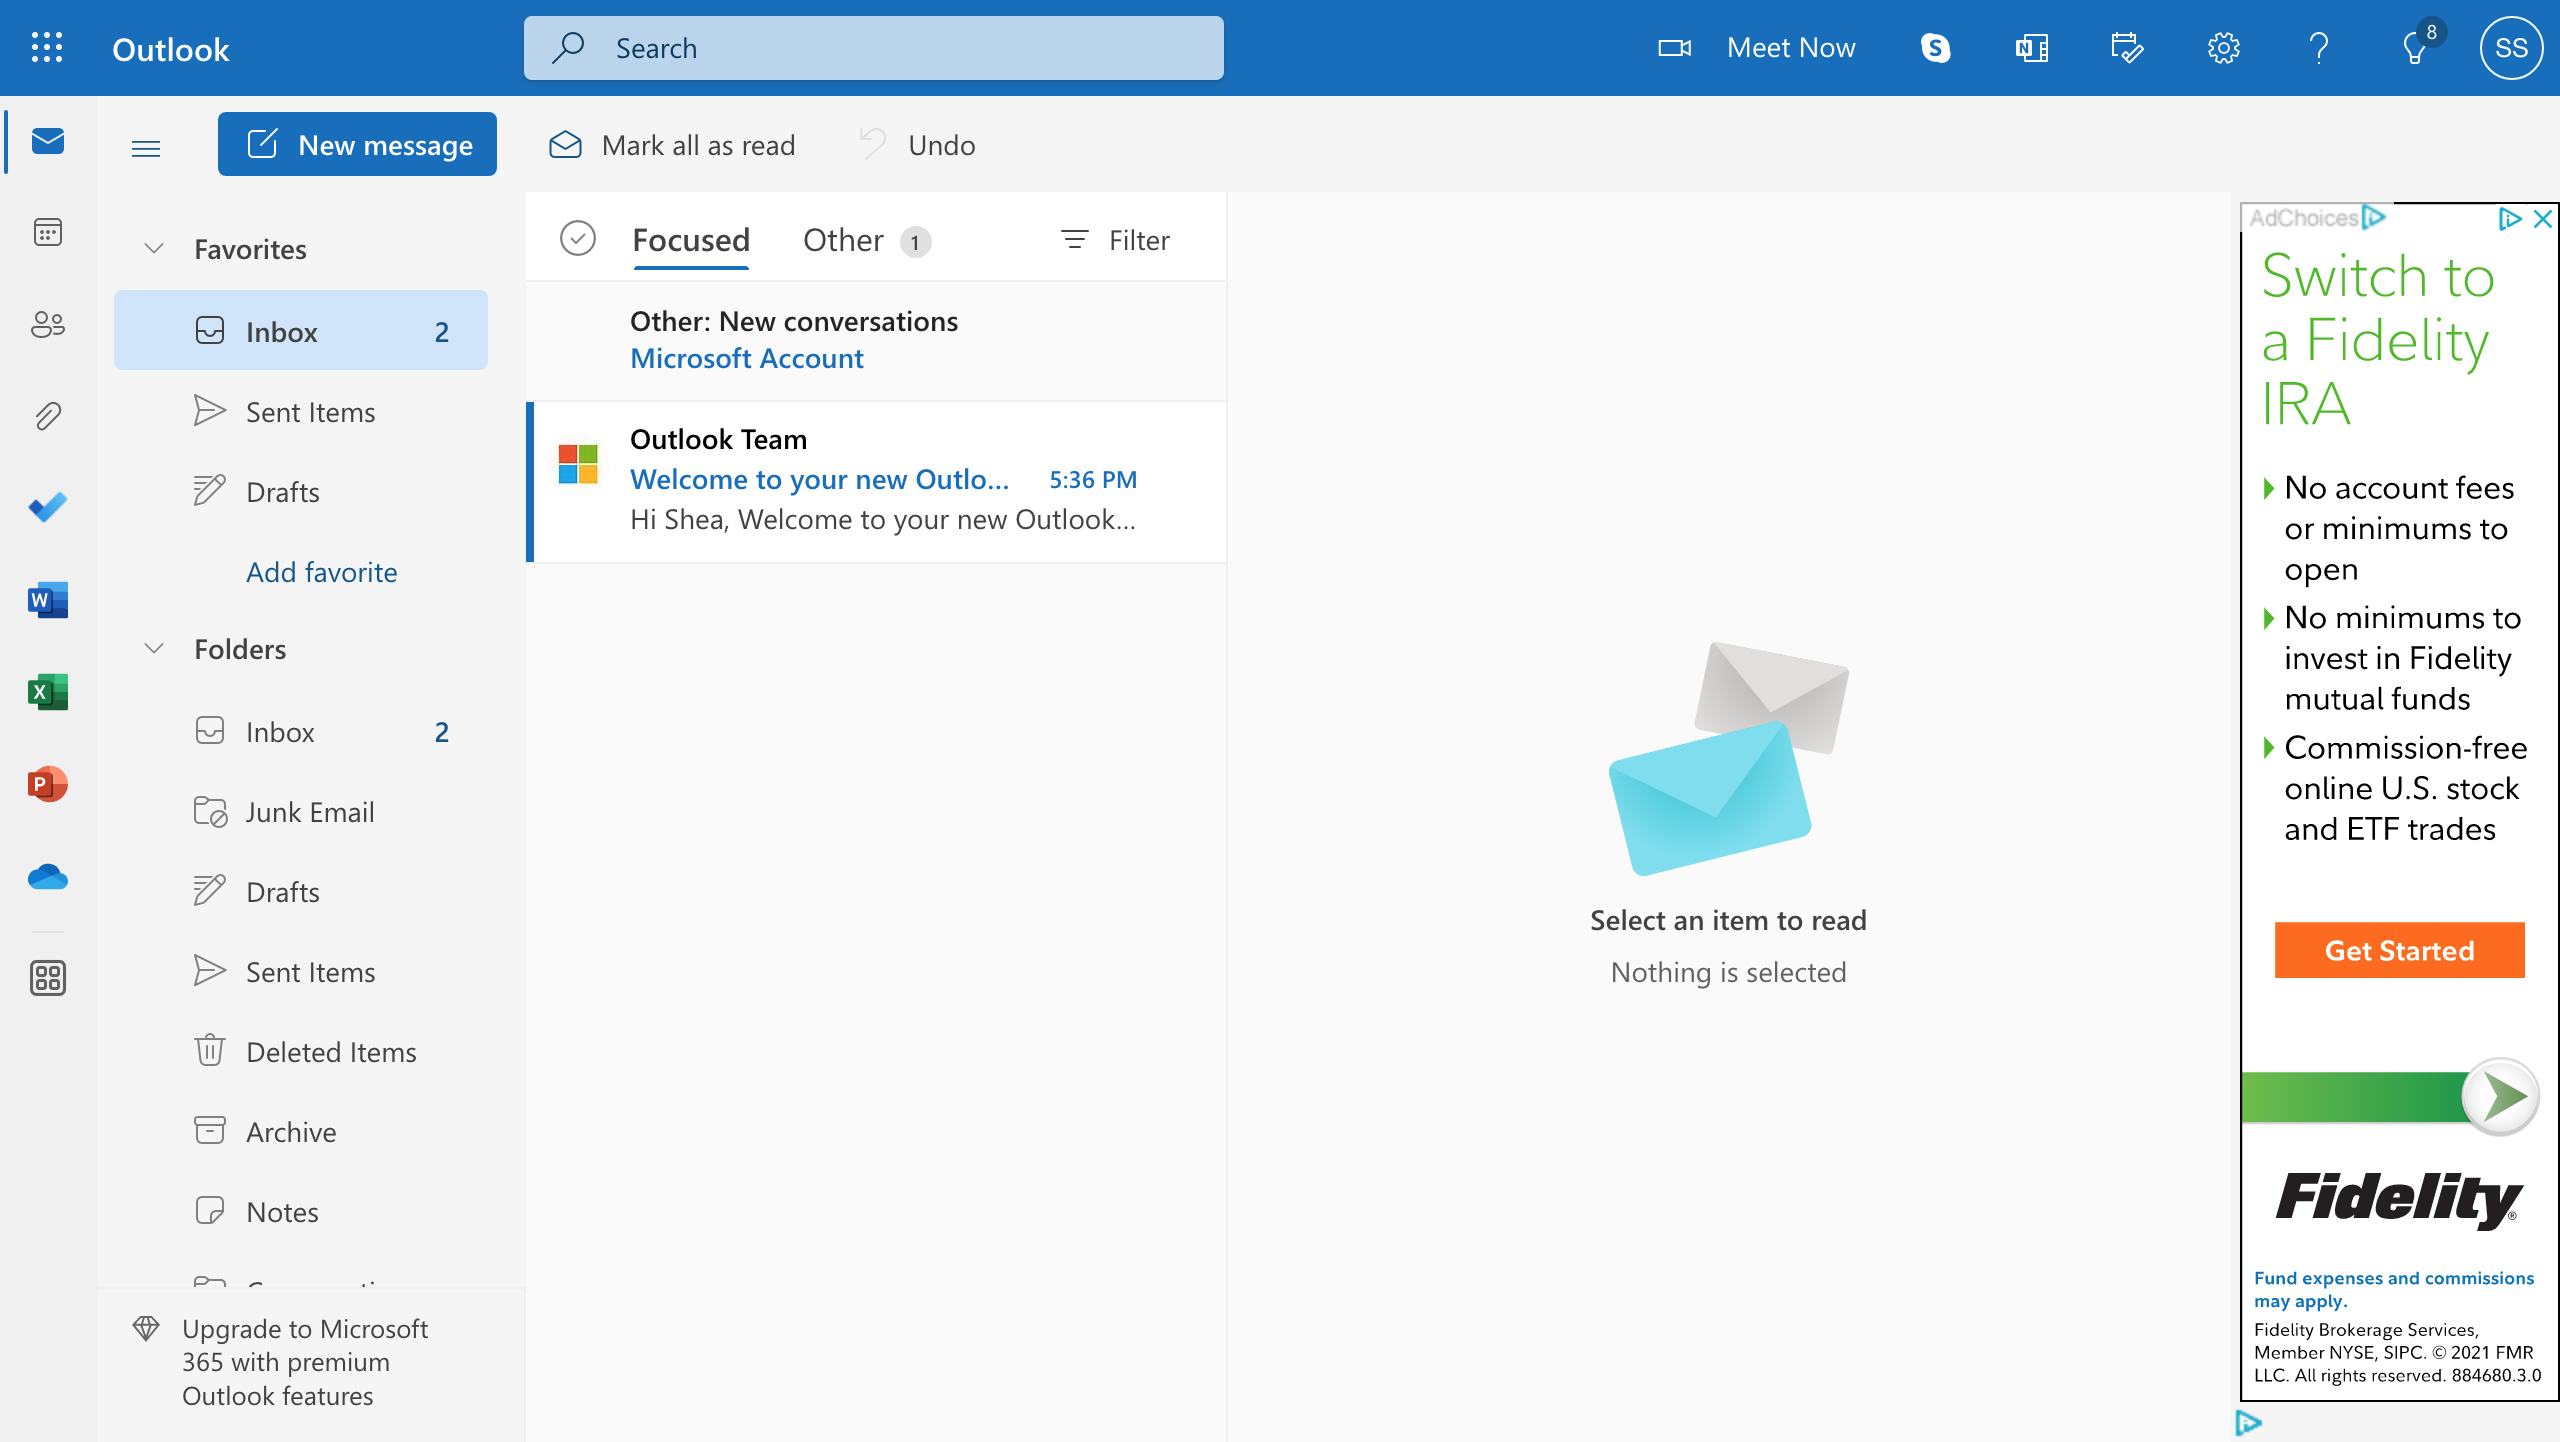 Outlook
Search
Meet Now
8
SS
New message
Mark all as read
Undo
Favorites
Inbox 2
Sent Items
Drafts
Add favorite
Folders
Inbox 2
Junk Email
Drafts
Sent Items
Deleted Items
Archive
Notes
Upgrade to Microsoft
365 with premium
Outlook features
Focused
Other 1
Filter
Other: New conversations
Microsoft Account
Outlook Team
Welcome to your new Outlo... 5:36 PM
Hi Shea, Welcome to your new Outlook...
Select an item to read
Nothing is selected
AdChoices
Switch to
a Fidelity
IRA
No account fees
or minimums to
open
No minimums to
invest in Fidelity
mutual funds
Commission-free
online U.S. stock
and ETF trades
Get Started
Fidelity®
Fund expenses and commissions
may apply.
Fidelity Brokerage Services,
Member NYSE, SIPC. © 2021 FMR
LLC. All rights reserved. 884680.3.0